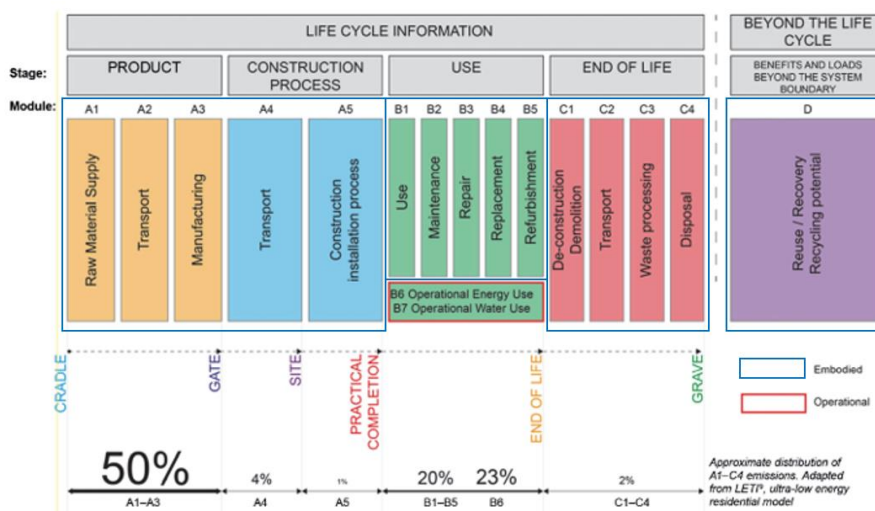 LIFE CYCLE INFORMATION
BEYOND THE LIFE
CYCLE
Stage:
PRODUCT
CONSTRUCTION
PROCESS
USE
END OF LIFE
BENEFITS AND LOADS
BEYOND THE SYSTEM
BOUNDARY
Module:
A1
A2
A3
A4
A5
B1
B2
B3
B4
B5
C1
C2
C3
C4
D
Raw Material Supply
Transport
Manufacturing
Transport
Construction
installation process
Use
Maintenance
Repair
Replacement
Refurbishment
De-construction
Demolition
Transport
Waste processing
Disposal
Reuse / Recovery
Recycling potential
B6 Operational Energy Use
B7 Operational Water Use
CRADLE
GATE
SITE
PRACTICAL
COMPLETION
END OF LIFE
GRAVE
Embodied
Operational
50%
4%
1%
20%
23%
2%
A1–A3
A4
A5
B1–B5
B6
C1–C4
Approximate distribution of
A1–C4 emissions. Adapted
from LETI⁶, ultra-low energy
residential model